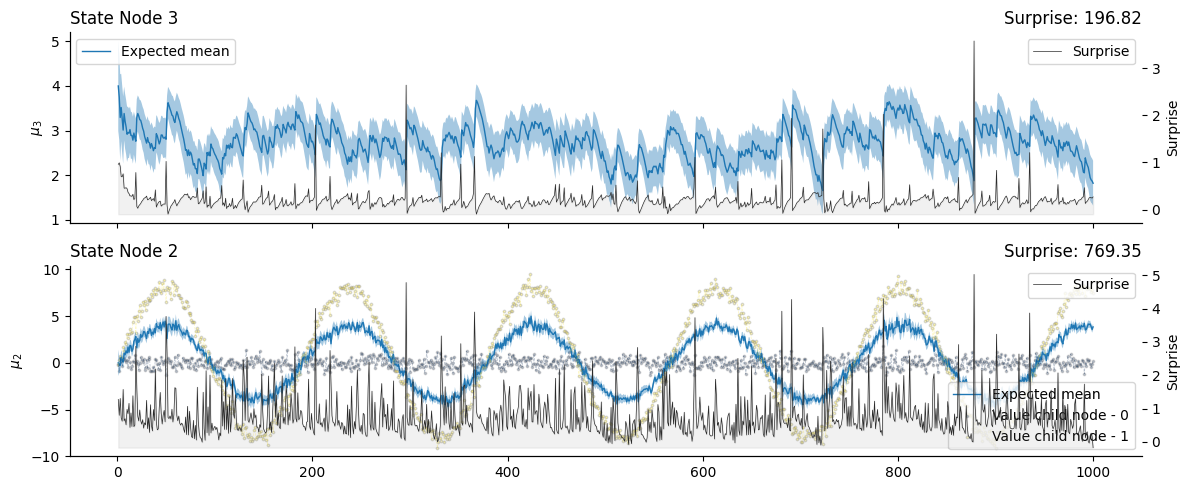 State Node 3
Surprise: 196.82
Expected mean
Surprise
5
4
3
2
1
μ3
3
2
1
0
Surprise
State Node 2
Surprise: 769.35
Surprise
10
5
0
−5
−10
μ2
5
4
3
2
1
0
Surprise
Expected mean
Value child node - 0
Value child node - 1
0
200
400
600
800
1000